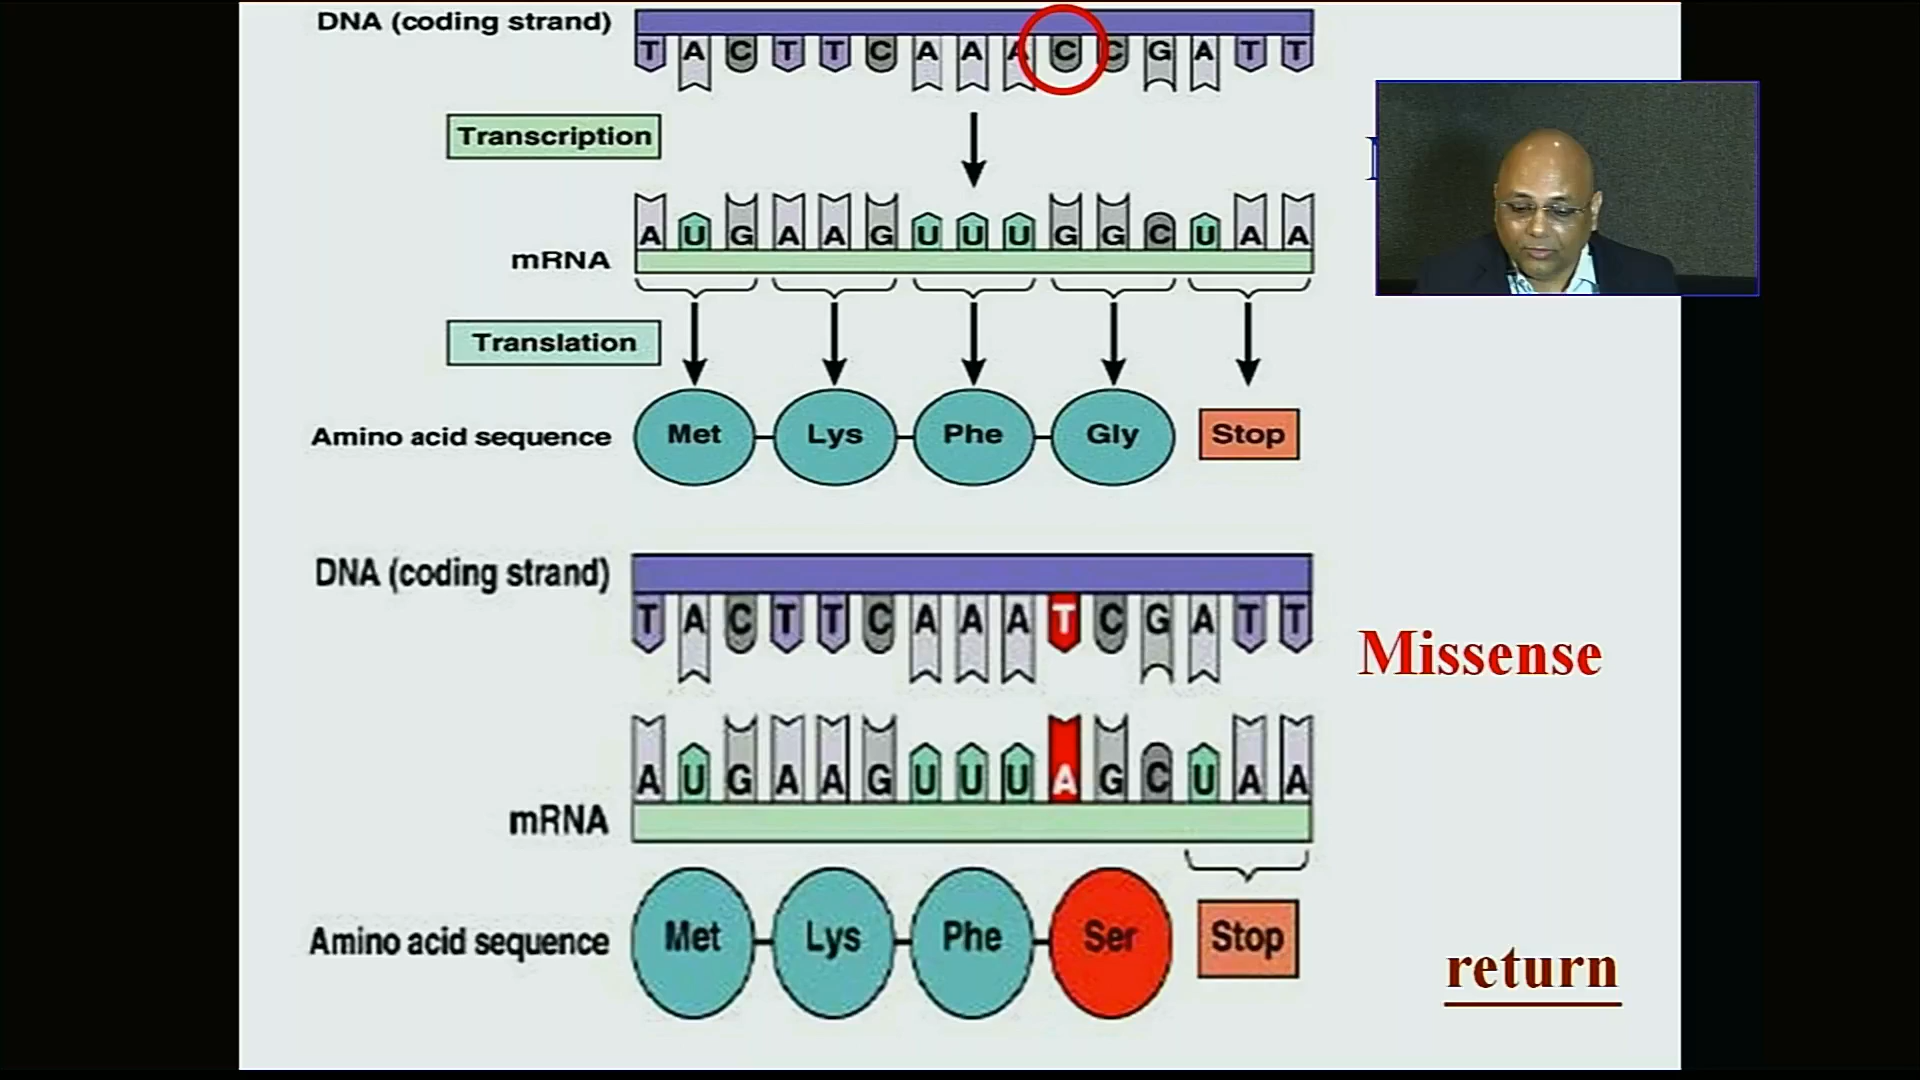 DNA (coding strand)
T A C T T C A A A C C G A T T
Transcription
A U G A A G U U U G G C U A A
mRNA
Translation
Amino acid sequence
Met Lys Phe Gly Stop
DNA (coding strand)
T A C T T C A A A T C G A T T
Missense
A U G A A G U U U A G C U A A
mRNA
Amino acid sequence
Met Lys Phe Ser Stop
return